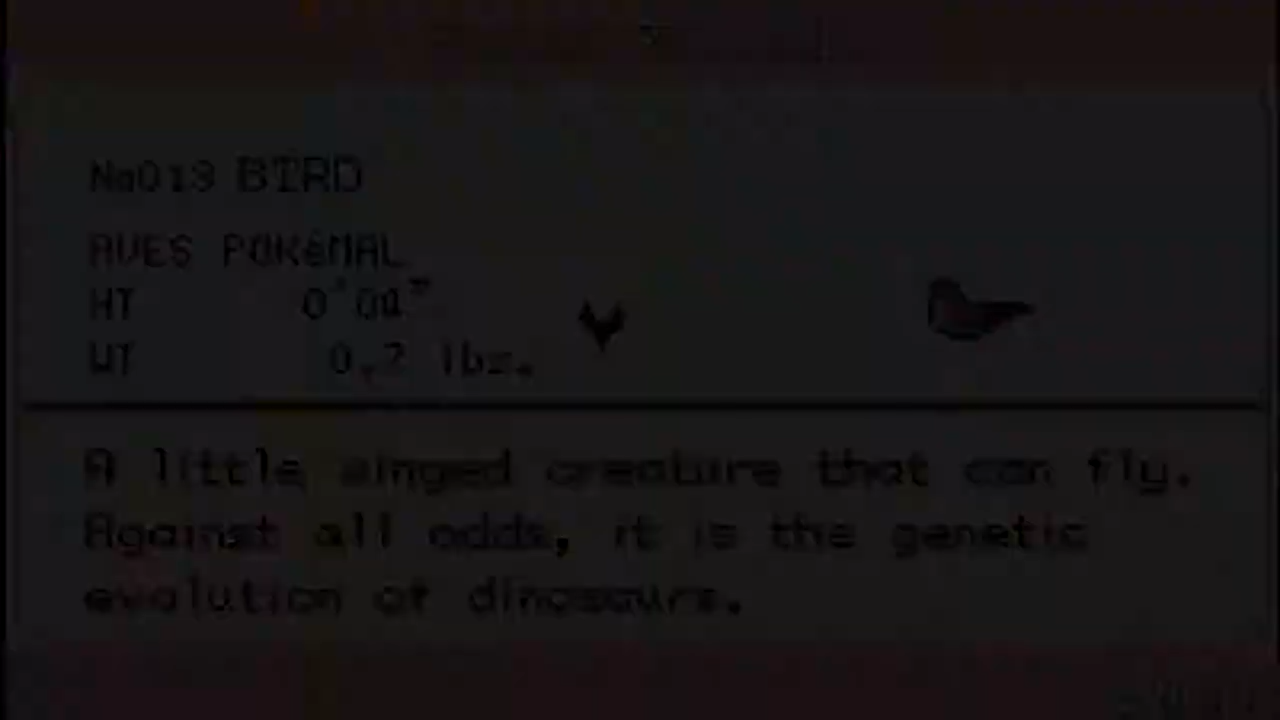 No013 BIRD
AVES POKéMAL
HT 0'04"
WT 0.2 lbs.
A little winged creature that can fly.
Against all odds, it is the genetic
evolution of dinosaurs.